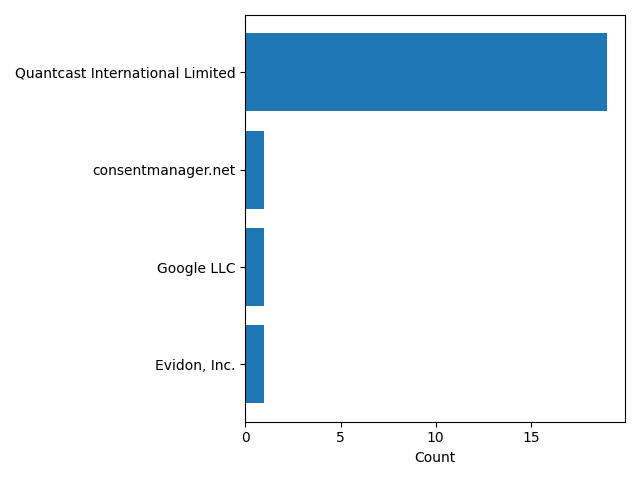 Quantcast International Limited
consentmanager.net
Google LLC
Evidon, Inc.
0 5 10 15
Count